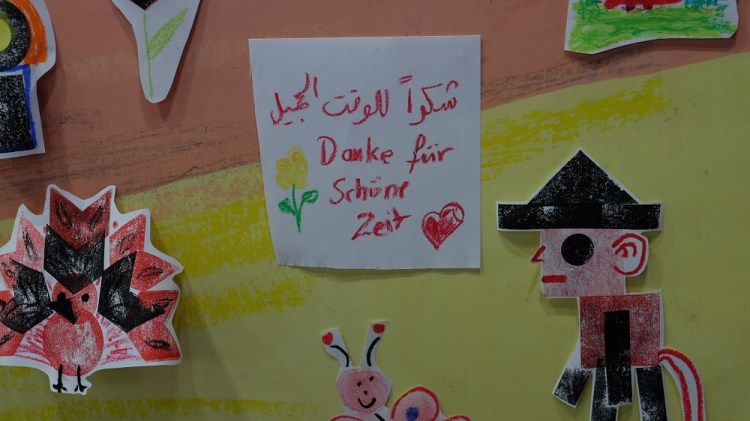 شكراً للوقت الجميل
Danke für
Schöne
Zeit